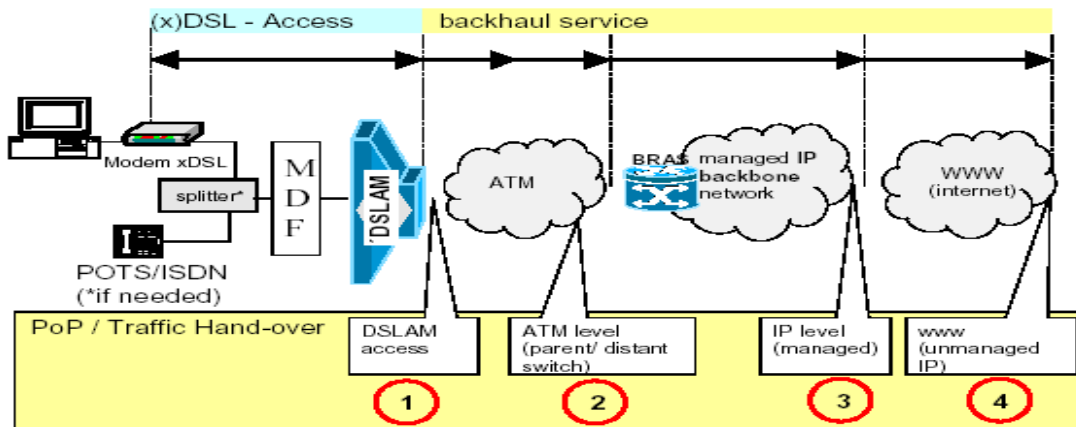 (x)DSL - Access
backhaul service
Modem xDSL
splitter*
M
D
F
´DSLAM
ATM
BRAS
managed IP
backbone
network
WWW
(internet)
POTS/ISDN
(*if needed)
PoP / Traffic Hand-over
DSLAM
access
ATM level
(parent/ distant
switch)
IP level
(managed)
www
(unmanaged
IP)
1
2
3
4